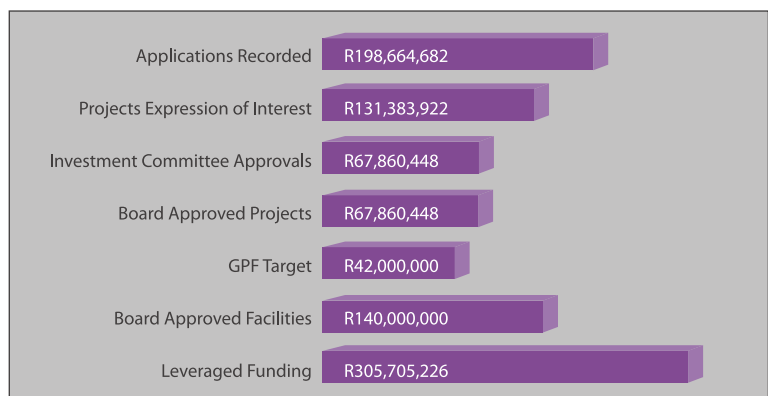 Applications Recorded R198,664,682
Projects Expression of Interest R131,383,922
Investment Committee Approvals R67,860,448
Board Approved Projects R67,860,448
GPF Target R42,000,000
Board Approved Facilities R140,000,000
Leveraged Funding R305,705,226